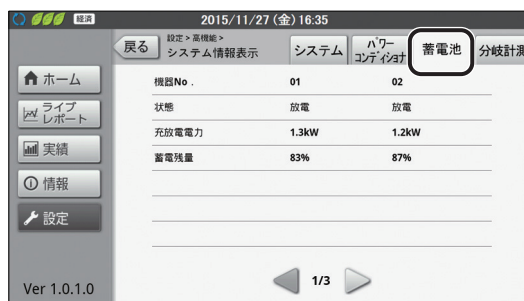 経済
2015/11/27 (金) 16:35
戻る
設定 > 高機能 >
システム情報表示
システム
パワー
コンディショナ
蓄電池
分岐計測
ホーム
ライブ
レポート
実績
情報
設定
機器No． 01 02
状態 放電 放電
充放電電力 1.3kW 1.2kW
蓄電残量 83% 87%
1/3
Ver 1.0.1.0